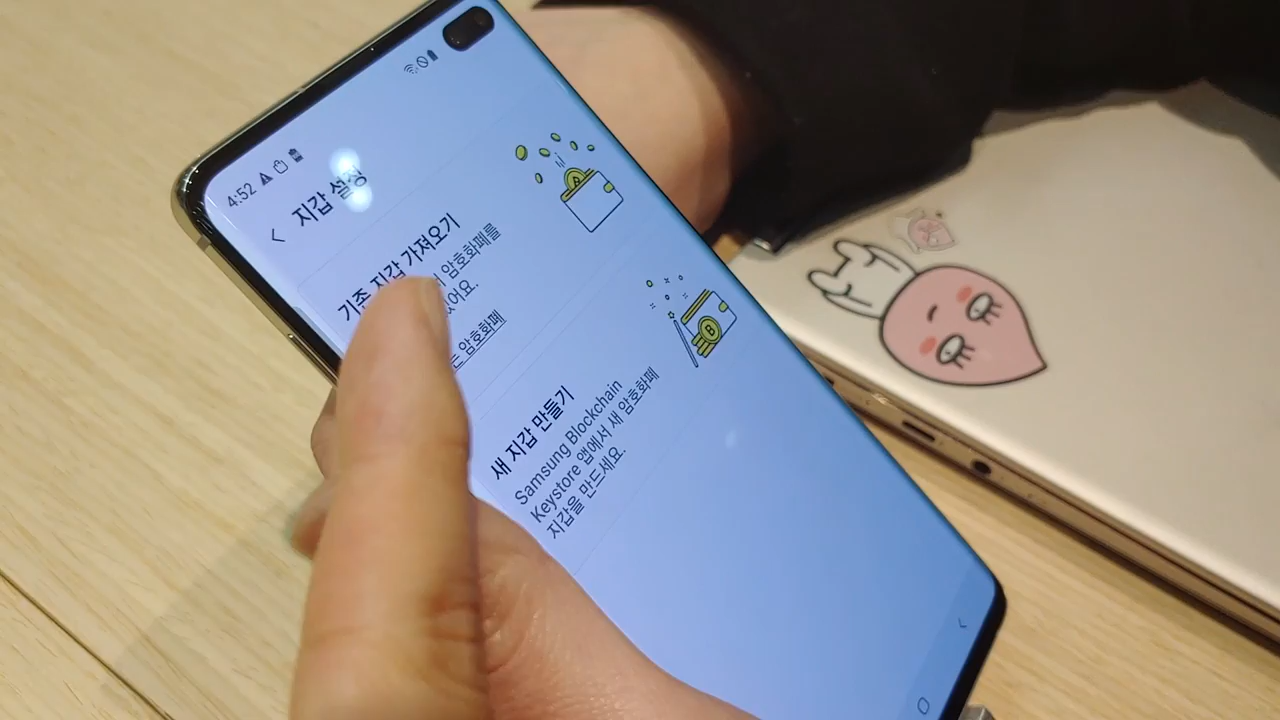 4:52
지갑 설정
기존 지갑 가져오기
암호화폐를
어요.
암호화폐
새 지갑 만들기
Samsung Blockchain
Keystore 앱에서 새 암호화폐
지갑을 만드세요.